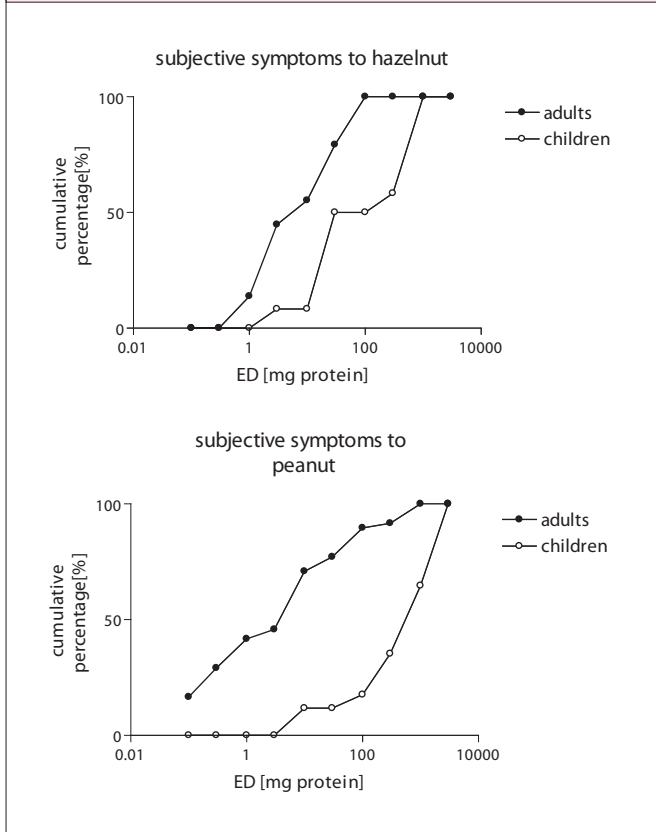 subjective symptoms to hazelnut
100
50
0
cumulative
percentage[%]
0.01
1
100
10000
ED [mg protein]
adults
children
subjective symptoms to
peanut
100
50
0
cumulative
percentage[%]
0.01
1
100
10000
ED [mg protein]
adults
children